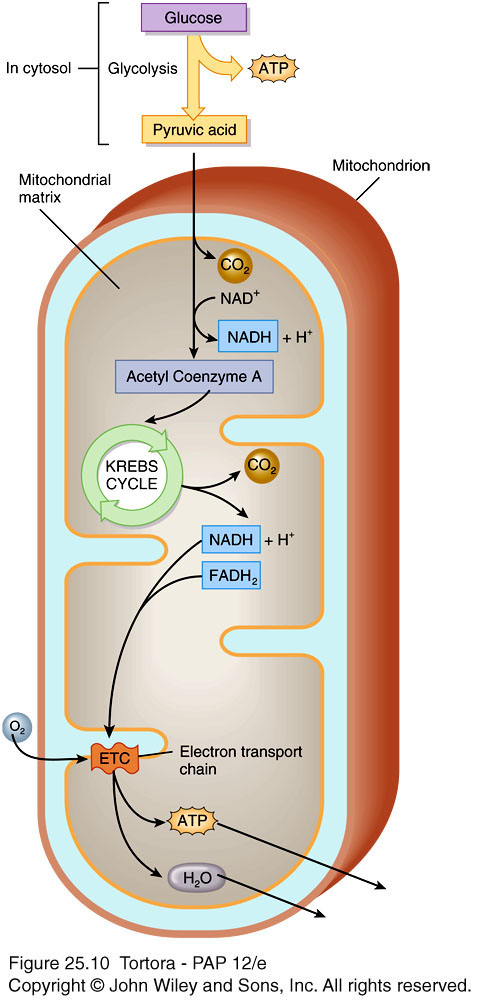 Glucose
In cytosol
Glycolysis
ATP
Pyruvic acid
Mitochondrion
Mitochondrial
matrix
CO₂
NAD⁺
NADH + H⁺
Acetyl Coenzyme A
KREBS
CYCLE
CO₂
NADH + H⁺
FADH₂
O₂
ETC
Electron transport
chain
ATP
H₂O
Figure 25.10 Tortora - PAP 12/e
Copyright © John Wiley and Sons, Inc. All rights reserved.